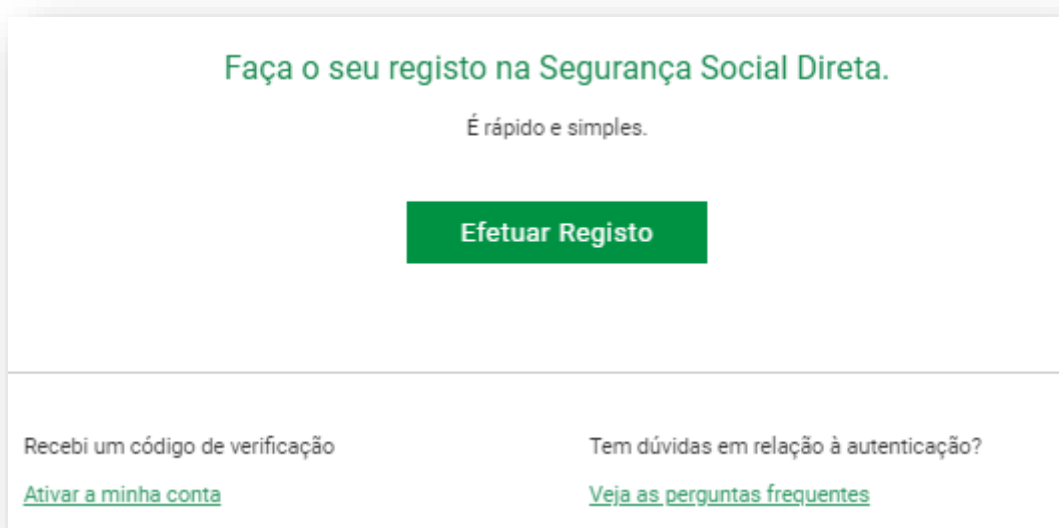 Faça o seu registo na Segurança Social Direta.
É rápido e simples.
Efetuar Registo
Recebi um código de verificação
Ativar a minha conta
Tem dúvidas em relação à autenticação?
Veja as perguntas frequentes